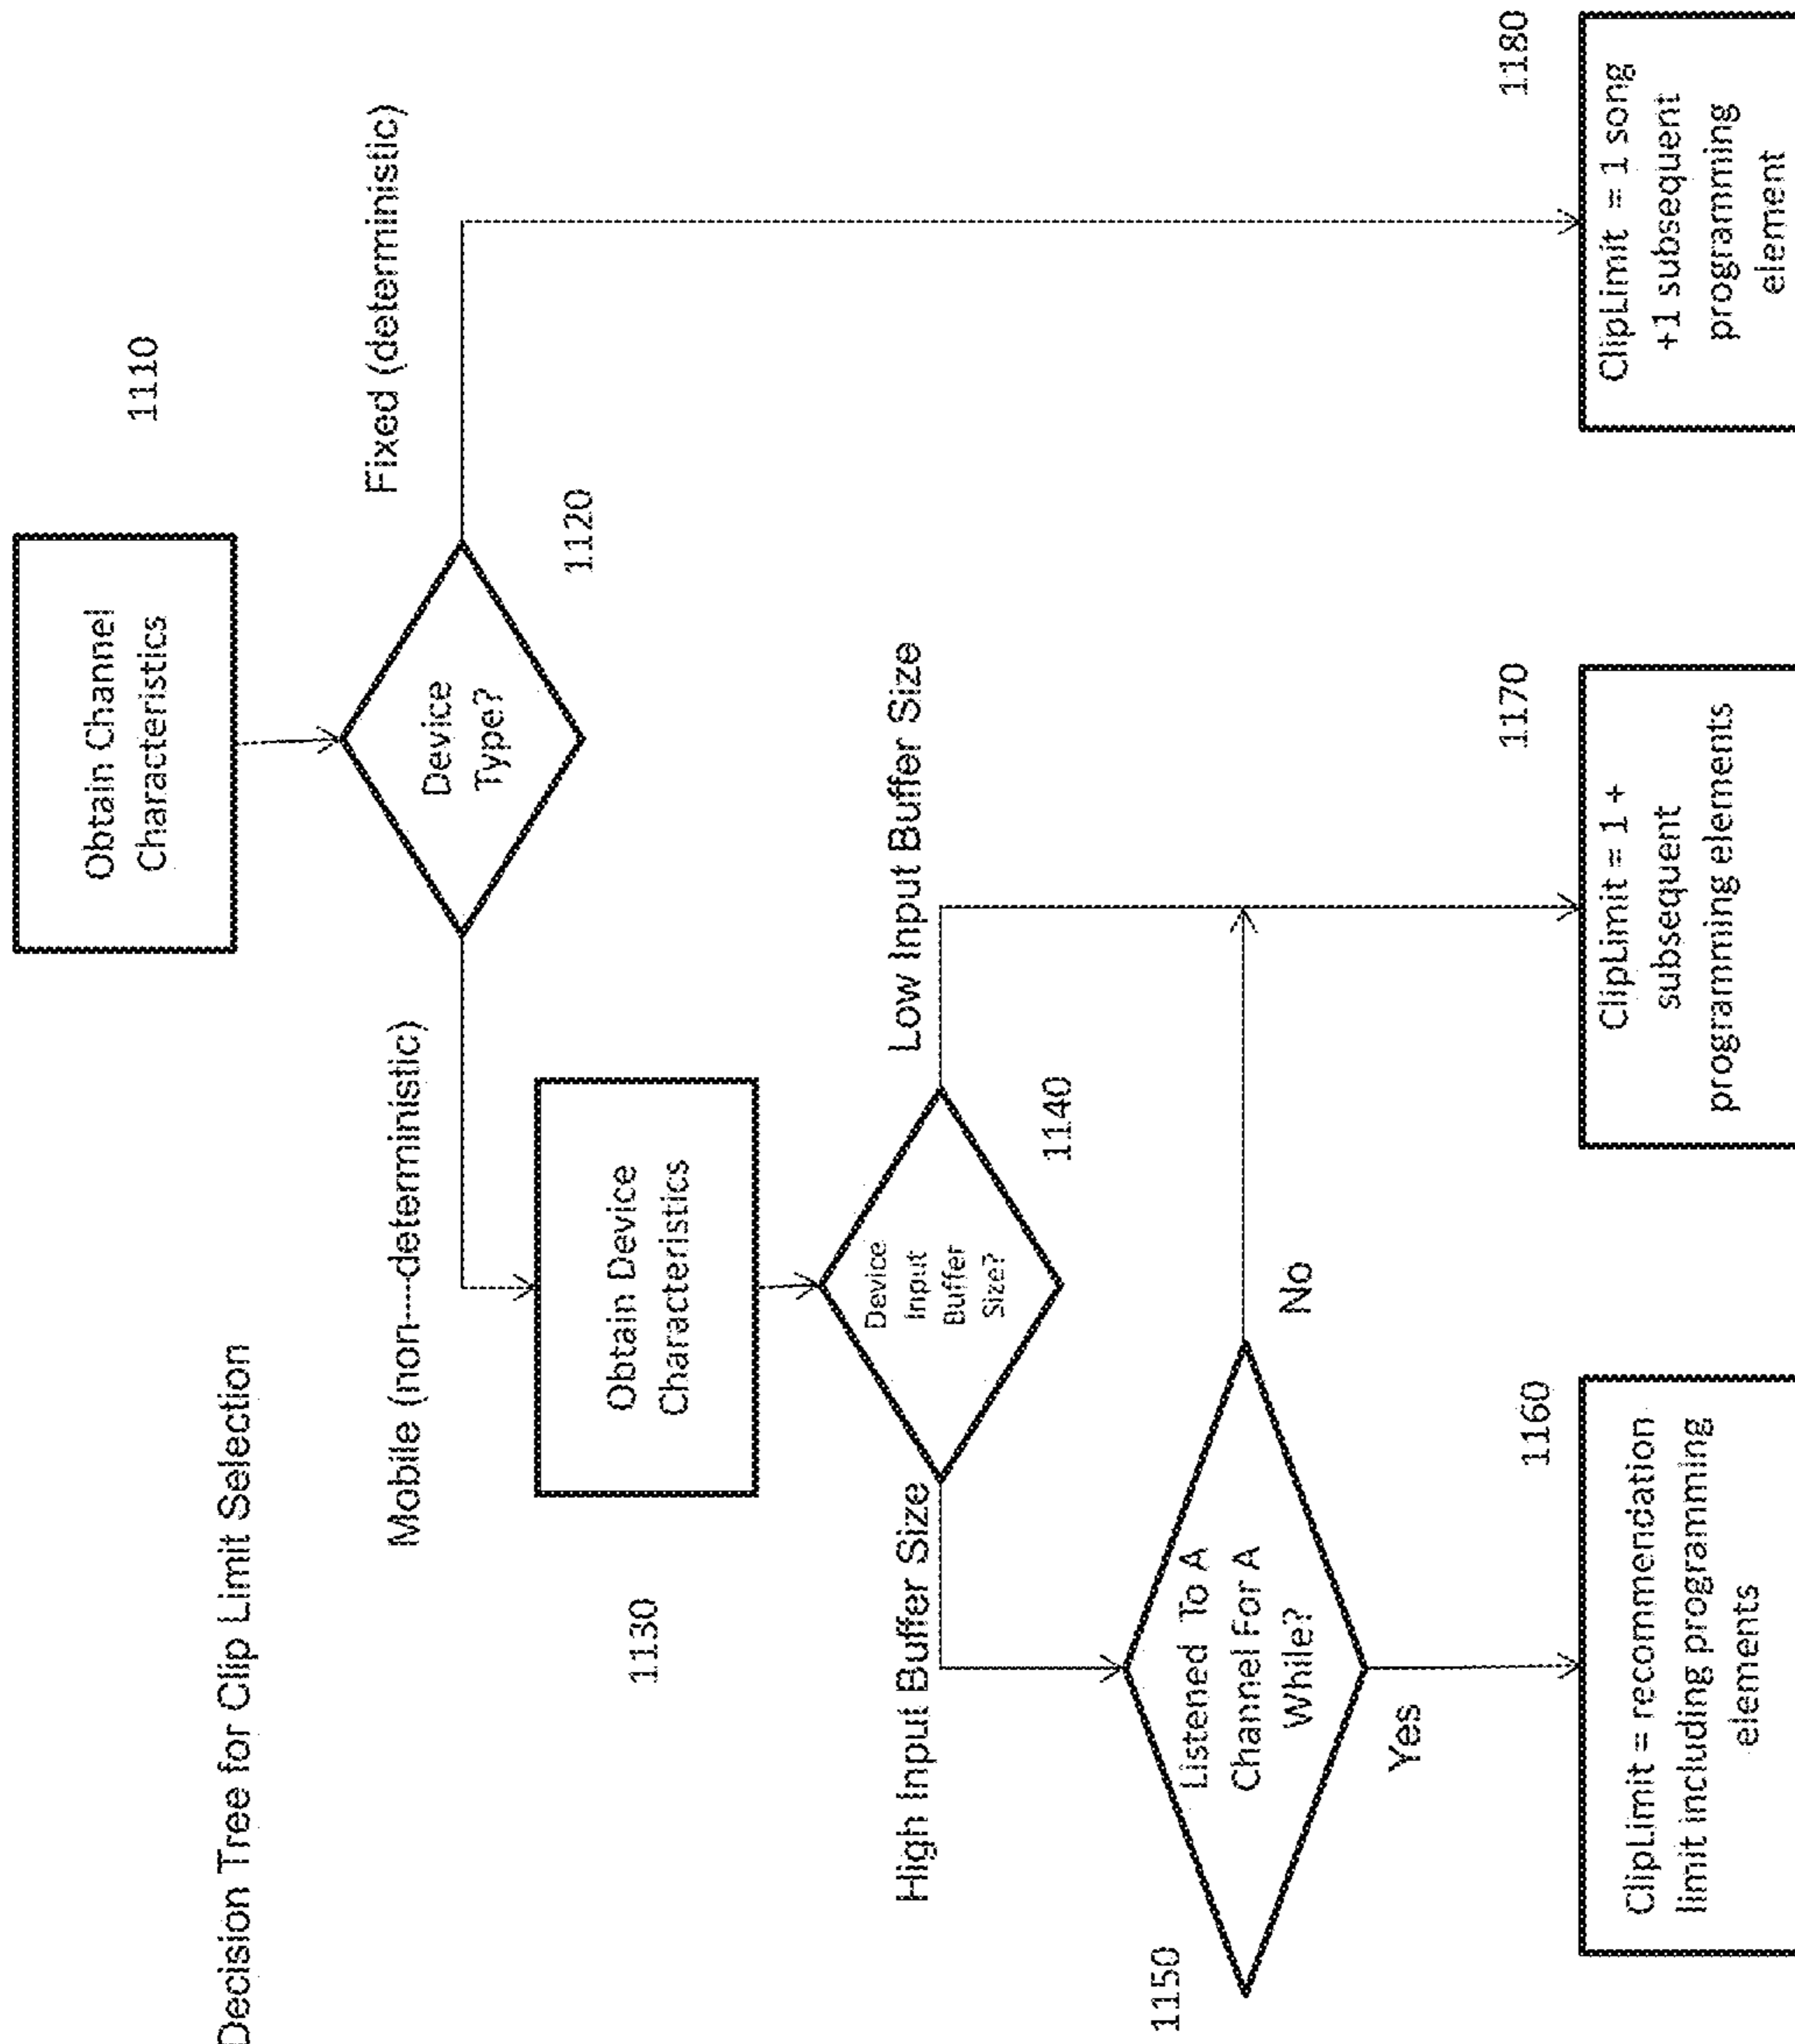 Decision Tree for Clip Limit Selection
1110
Obtain Channel
Characteristics
Fixed (deterministic)
Device
Type?
1120
Mobile (non----deterministic)
1130
Obtain Device
Characteristics
Device
Input
Buffer
Size?
1140
High Input Buffer Size
Low Input Buffer Size
1150
Listened To A
Channel For A
While?
No
Yes
1160
ClipLimit = recommendation
limit including programming
elements
1170
ClipLimit = 1 +
subsequent
programming elements
1180
ClipLimit = 1 song
+1 subsequent
programming
element